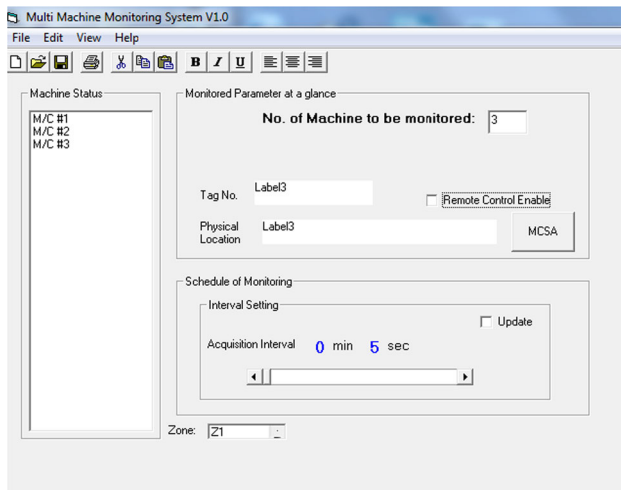 Multi Machine Monitoring System V1.0
File Edit View Help
B I U
Machine Status
M/C #1
M/C #2
M/C #3
Monitored Parameter at a glance
No. of Machine to be monitored: 3
Tag No. Label3
Remote Control Enable
Physical
Location
Label3
MCSA
Schedule of Monitoring
Interval Setting
Update
Acquisition Interval 0 min 5 sec
Zone: Z1